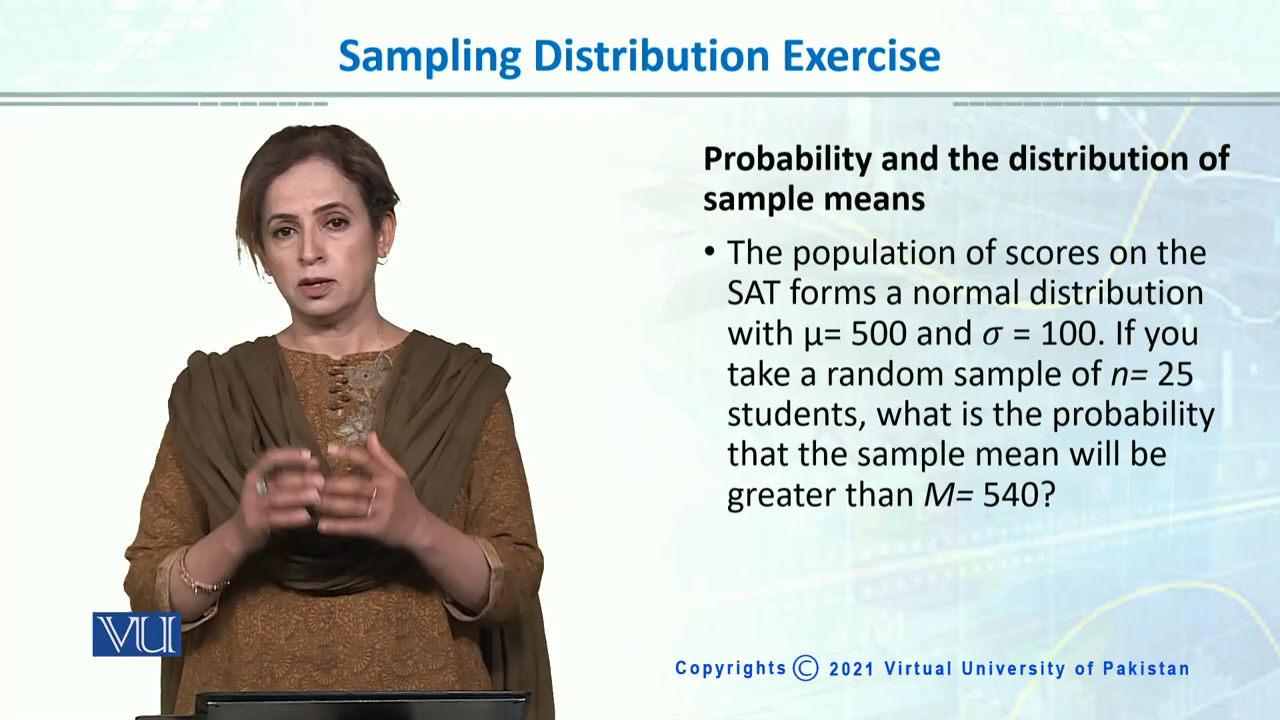 Sampling Distribution Exercise
Probability and the distribution of
sample means
• The population of scores on the
SAT forms a normal distribution
with µ= 500 and σ = 100. If you
take a random sample of n= 25
students, what is the probability
that the sample mean will be
greater than M= 540?
VU
Copyrights © 2021 Virtual University of Pakistan